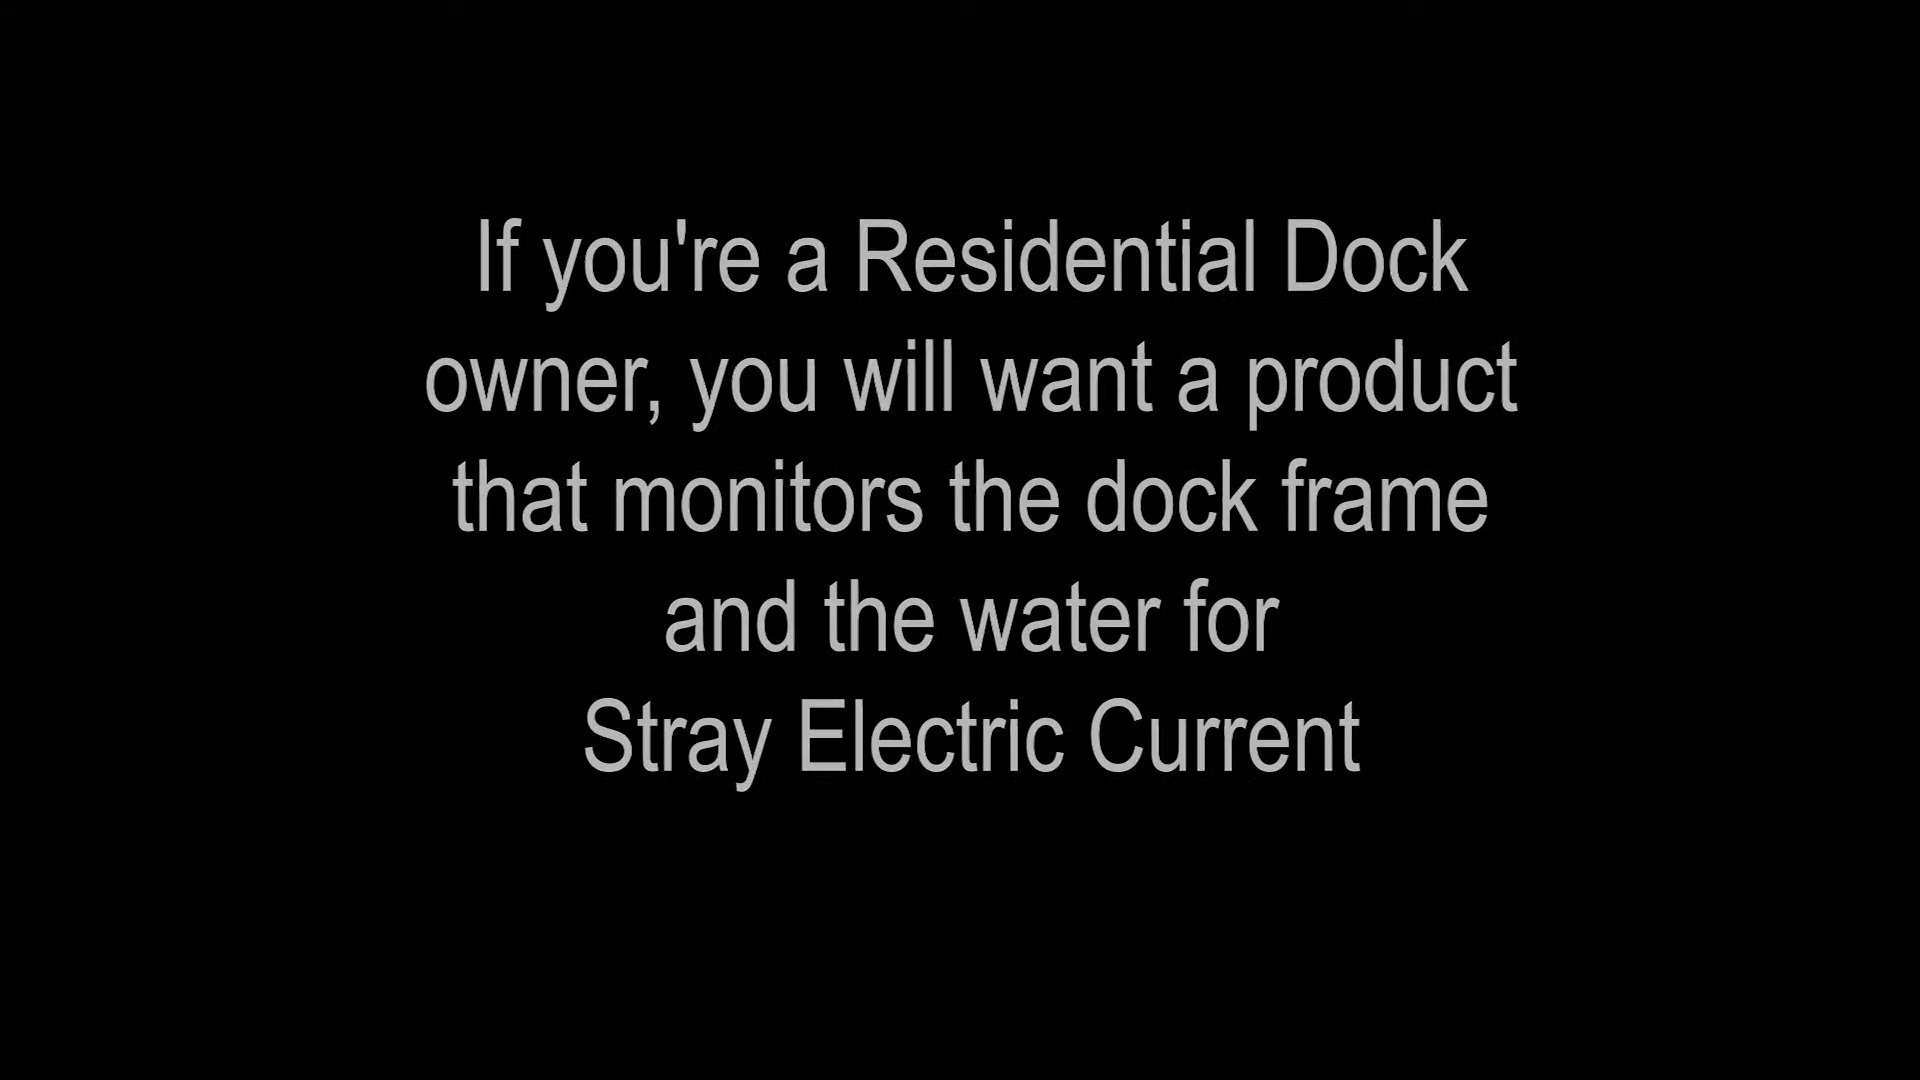 If you're a Residential Dock
owner, you will want a product
that monitors the dock frame
and the water for
Stray Electric Current